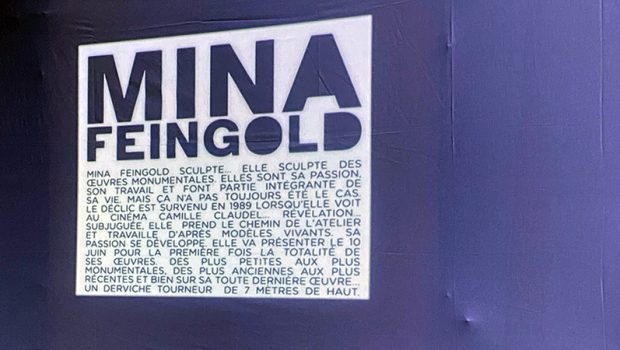 MINA
FEINGOLD
MINA FEINGOLD SCULPTE... ELLE SCULPTE DES
ŒUVRES MONUMENTALES. ELLES SONT SA PASSION,
SON TRAVAIL ET FONT PARTIE INTÉGRANTE DE
SA VIE. MAIS ÇA N'A PAS TOUJOURS ÉTÉ LE CAS.
LE DÉCLIC EST SURVENU EN 1989 LORSQU'ELLE VOIT
AU CINÉMA CAMILLE CLAUDEL... RÉVÉLATION...
SUBJUGUÉE, ELLE PREND LE CHEMIN DE L'ATELIER
ET TRAVAILLE D'APRÈS MODÈLES VIVANTS. SA
PASSION SE DÉVELOPPE. ELLE VA PRÉSENTER LE 10
JUIN POUR LA PREMIÈRE FOIS LA TOTALITÉ DE
SES ŒUVRES. DES PLUS PETITES AUX PLUS
MONUMENTALES, DES PLUS ANCIENNES AUX PLUS
RÉCENTES ET BIEN SUR SA TOUTE DERNIÈRE ŒUVRE...
UN DERVICHE TOURNEUR DE 7 MÈTRES DE HAUT.